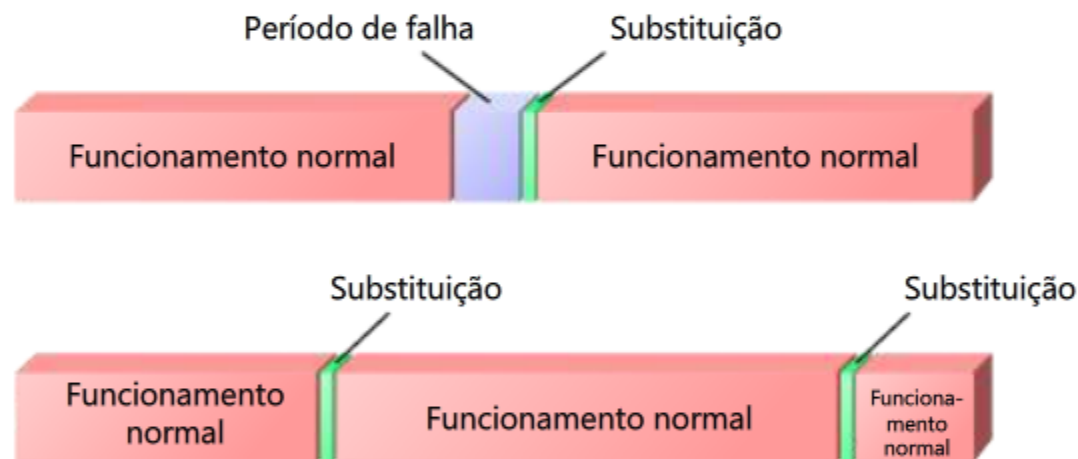 Período de falha
Substituição
Funcionamento normal
Funcionamento normal
Substituição
Substituição
Funcionamento
normal
Funcionamento normal
Funciona-
mento
normal